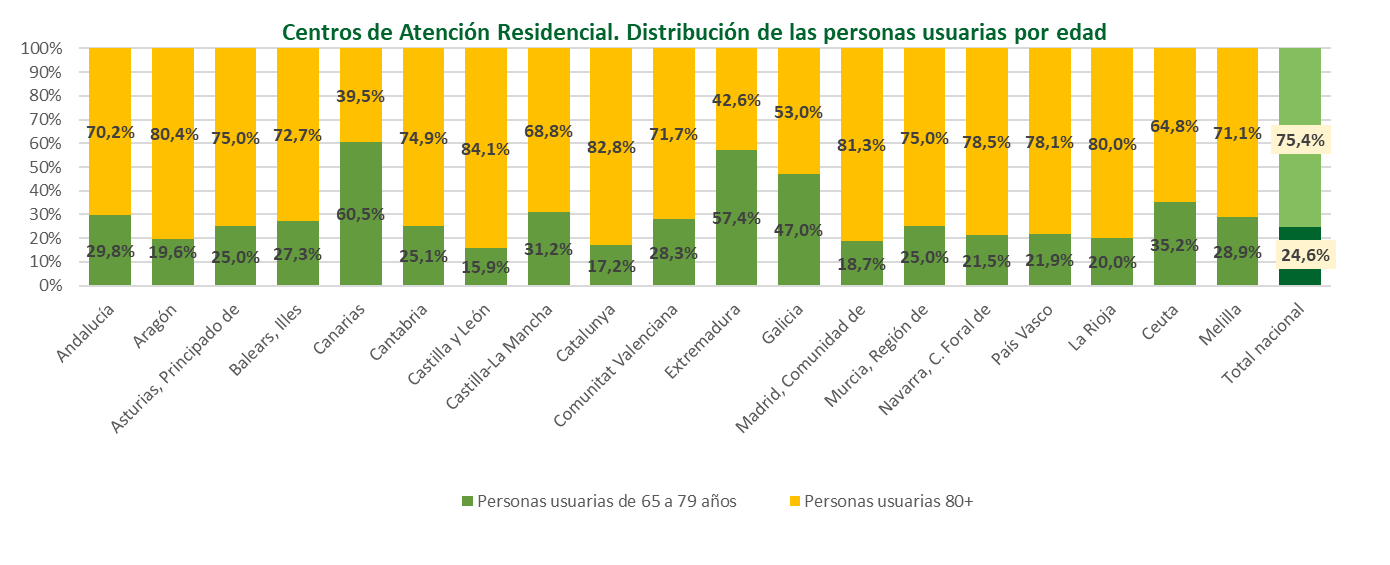 Centros de Atención Residencial. Distribución de las personas usuarias por edad
100%
90%
80%
70%
60%
50%
40%
30%
20%
10%
0%
70,2% 80,4% 75,0% 72,7% 39,5% 74,9% 84,1% 68,8% 82,8% 71,7% 42,6% 53,0% 81,3% 75,0% 78,5% 78,1% 80,0% 64,8% 71,1% 75,4%
29,8% 19,6% 25,0% 27,3% 60,5% 25,1% 15,9% 31,2% 17,2% 28,3% 57,4% 47,0% 18,7% 25,0% 21,5% 21,9% 20,0% 35,2% 28,9% 24,6%
Andalucía
Aragón
Asturias, Principado de
Balears, Illes
Canarias
Cantabria
Castilla y León
Castilla-La Mancha
Catalunya
Comunitat Valenciana
Extremadura
Galicia
Madrid, Comunidad de
Murcia, Región de
Navarra, C. Foral de
País Vasco
La Rioja
Ceuta
Melilla
Total nacional
Personas usuarias de 65 a 79 años
Personas usuarias 80+